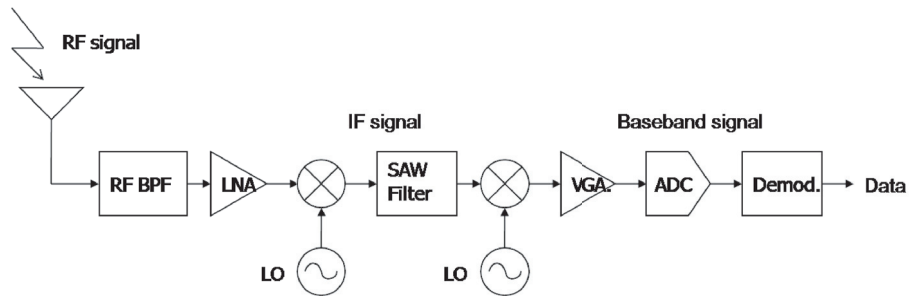 RF signal
IF signal
Baseband signal
RF BPF
LNA
SAW
Filter
VGA.
ADC
Demod.
Data
LO
LO